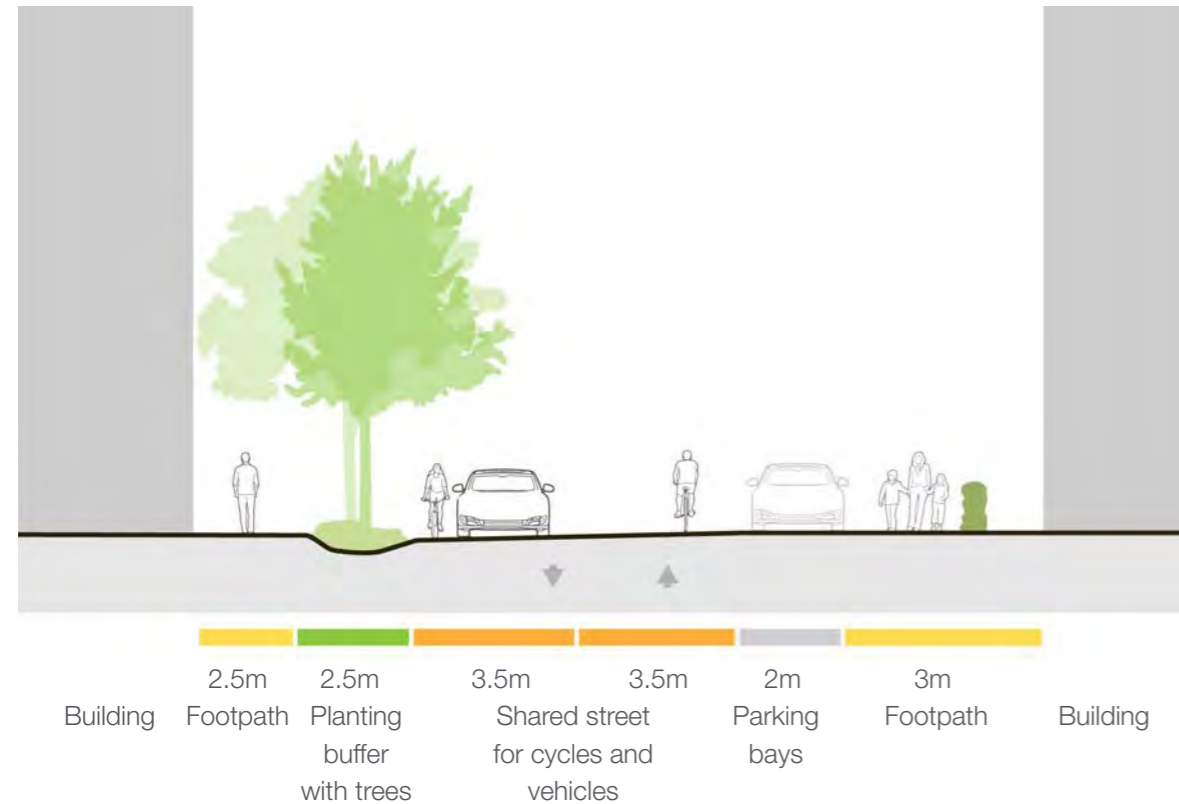 2.5m 2.5m 3.5m 3.5m 2m 3m
Building Footpath Planting Shared street Parking Footpath Building
buffer for cycles and bays
with trees vehicles